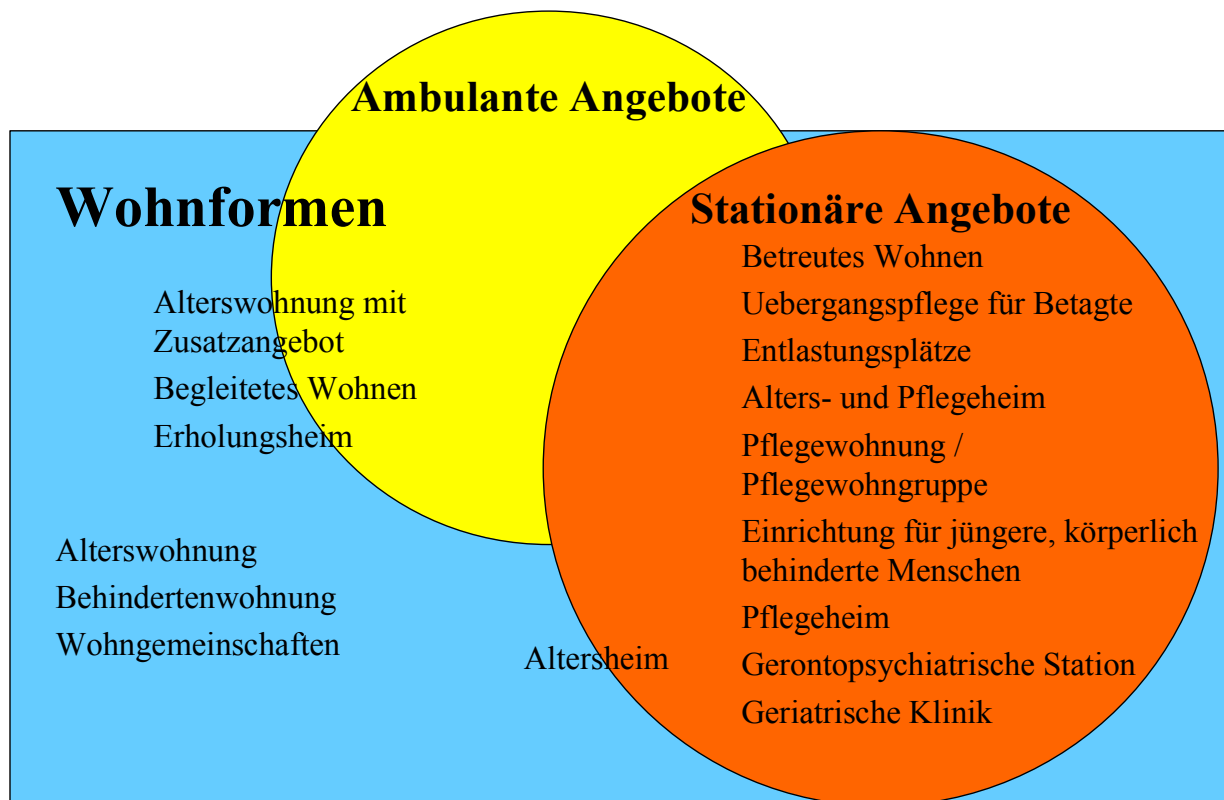 Ambulante Angebote
Wohnformen
Alterswohnung mit
Zusatzangebot
Begleitetes Wohnen
Erholungsheim
Alterswohnung
Behindertenwohnung
Wohngemeinschaften
Altersheim
Stationäre Angebote
Betreutes Wohnen
Uebergangspflege für Betagte
Entlastungsplätze
Alters- und Pflegeheim
Pflegewohnung /
Pflegewohngruppe
Einrichtung für jüngere, körperlich
behinderte Menschen
Pflegeheim
Gerontopsychiatrische Station
Geriatrische Klinik